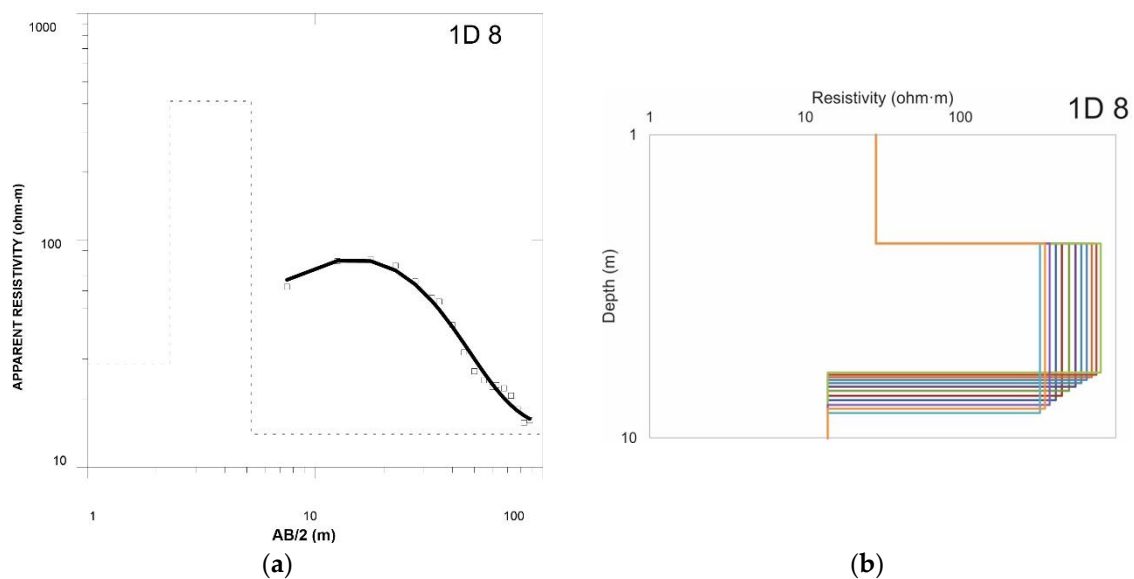 1000
1D 8
100
10
APPARENT RESISTIVITY (ohm-m)
1 10 100
AB/2 (m)
(a)
Resistivity (ohm·m)
1D 8
1 10 100
1
Depth (m)
10
(b)